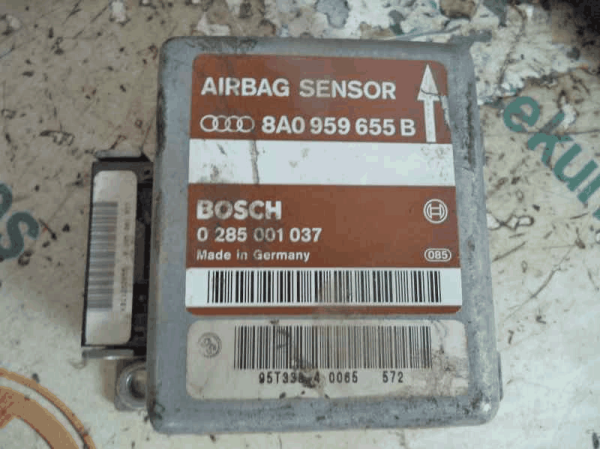 AIRBAG SENSOR
8A0 959 655 B
BOSCH
0 285 001 037
Made in Germany
085
0065 572